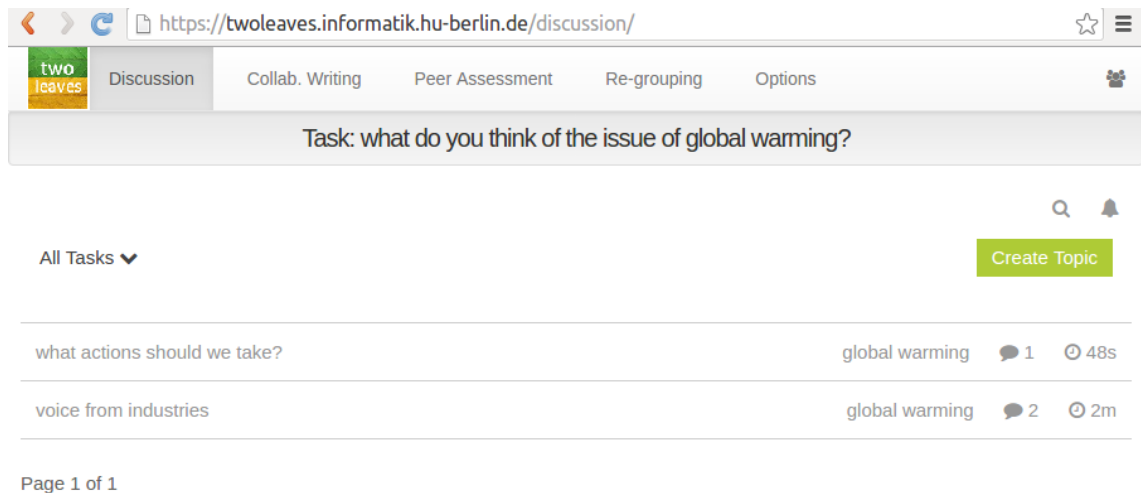 https://twoleaves.informatik.hu-berlin.de/discussion/
two
leaves
Discussion Collab. Writing Peer Assessment Re-grouping Options
Task: what do you think of the issue of global warming?
All Tasks Create Topic
what actions should we take? global warming 1 48s
voice from industries global warming 2 2m
Page 1 of 1